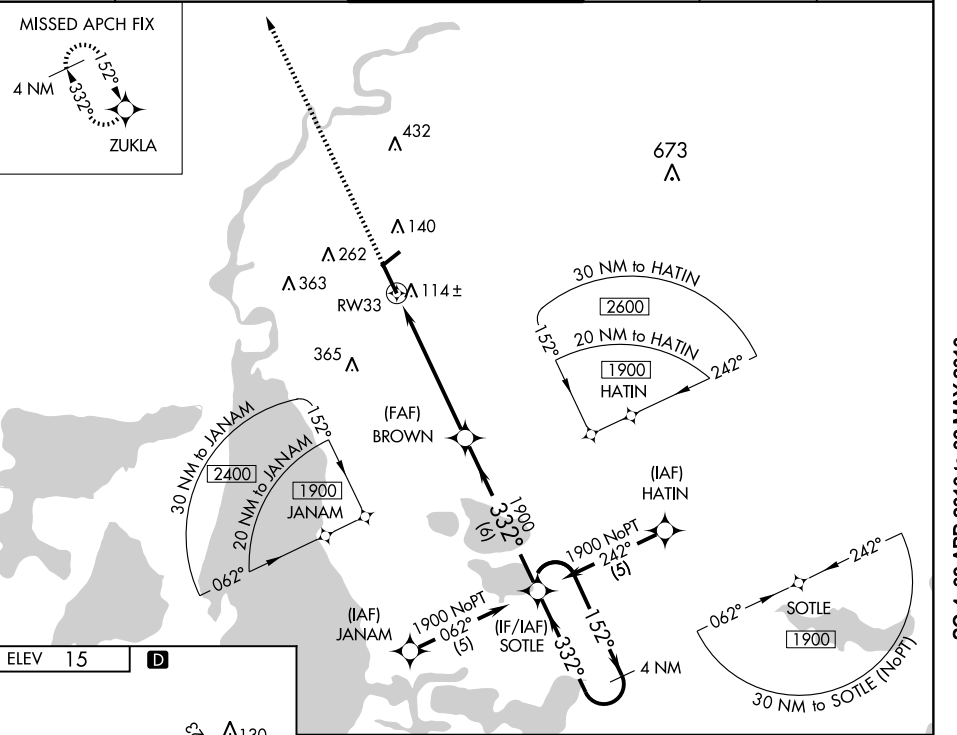 MISSED APCH FIX
4 NM
152°
332°
ZUKLA
432
673
140
262
363
RW33
114±
365
30 NM to HATIN
2600
20 NM to HATIN
1900
HATIN
152°
242°
(FAF)
BROWN
30 NM to JANAM
2400
20 NM to JANAM
1900
JANAM
152°
062°
(IAF)
HATIN
1900
332°
(6)
1900 NoPT
242°
(5)
(IAF)
JANAM
1900 NoPT
062°
(5)
(IF/IAF)
SOTLE
332°
152°
4 NM
062°
242°
SOTLE
1900
30 NM to SOTLE (NoPT)
ELEV 15
D
120